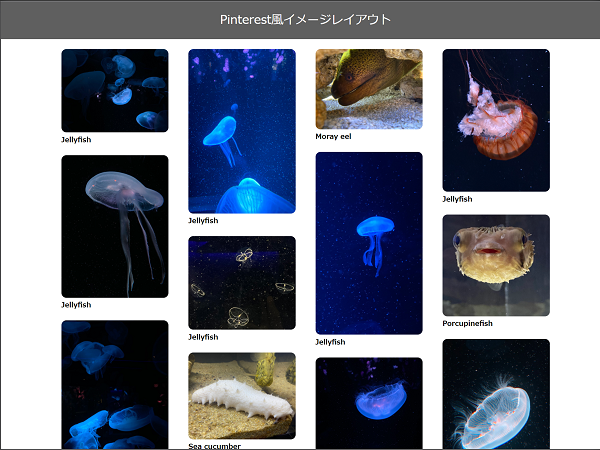 Pinterest風イメージレイアウト
Jellyfish
Jellyfish
Jellyfish
Jellyfish
Sea cucumber
Moray eel
Jellyfish
Jellyfish
Porcupinefish